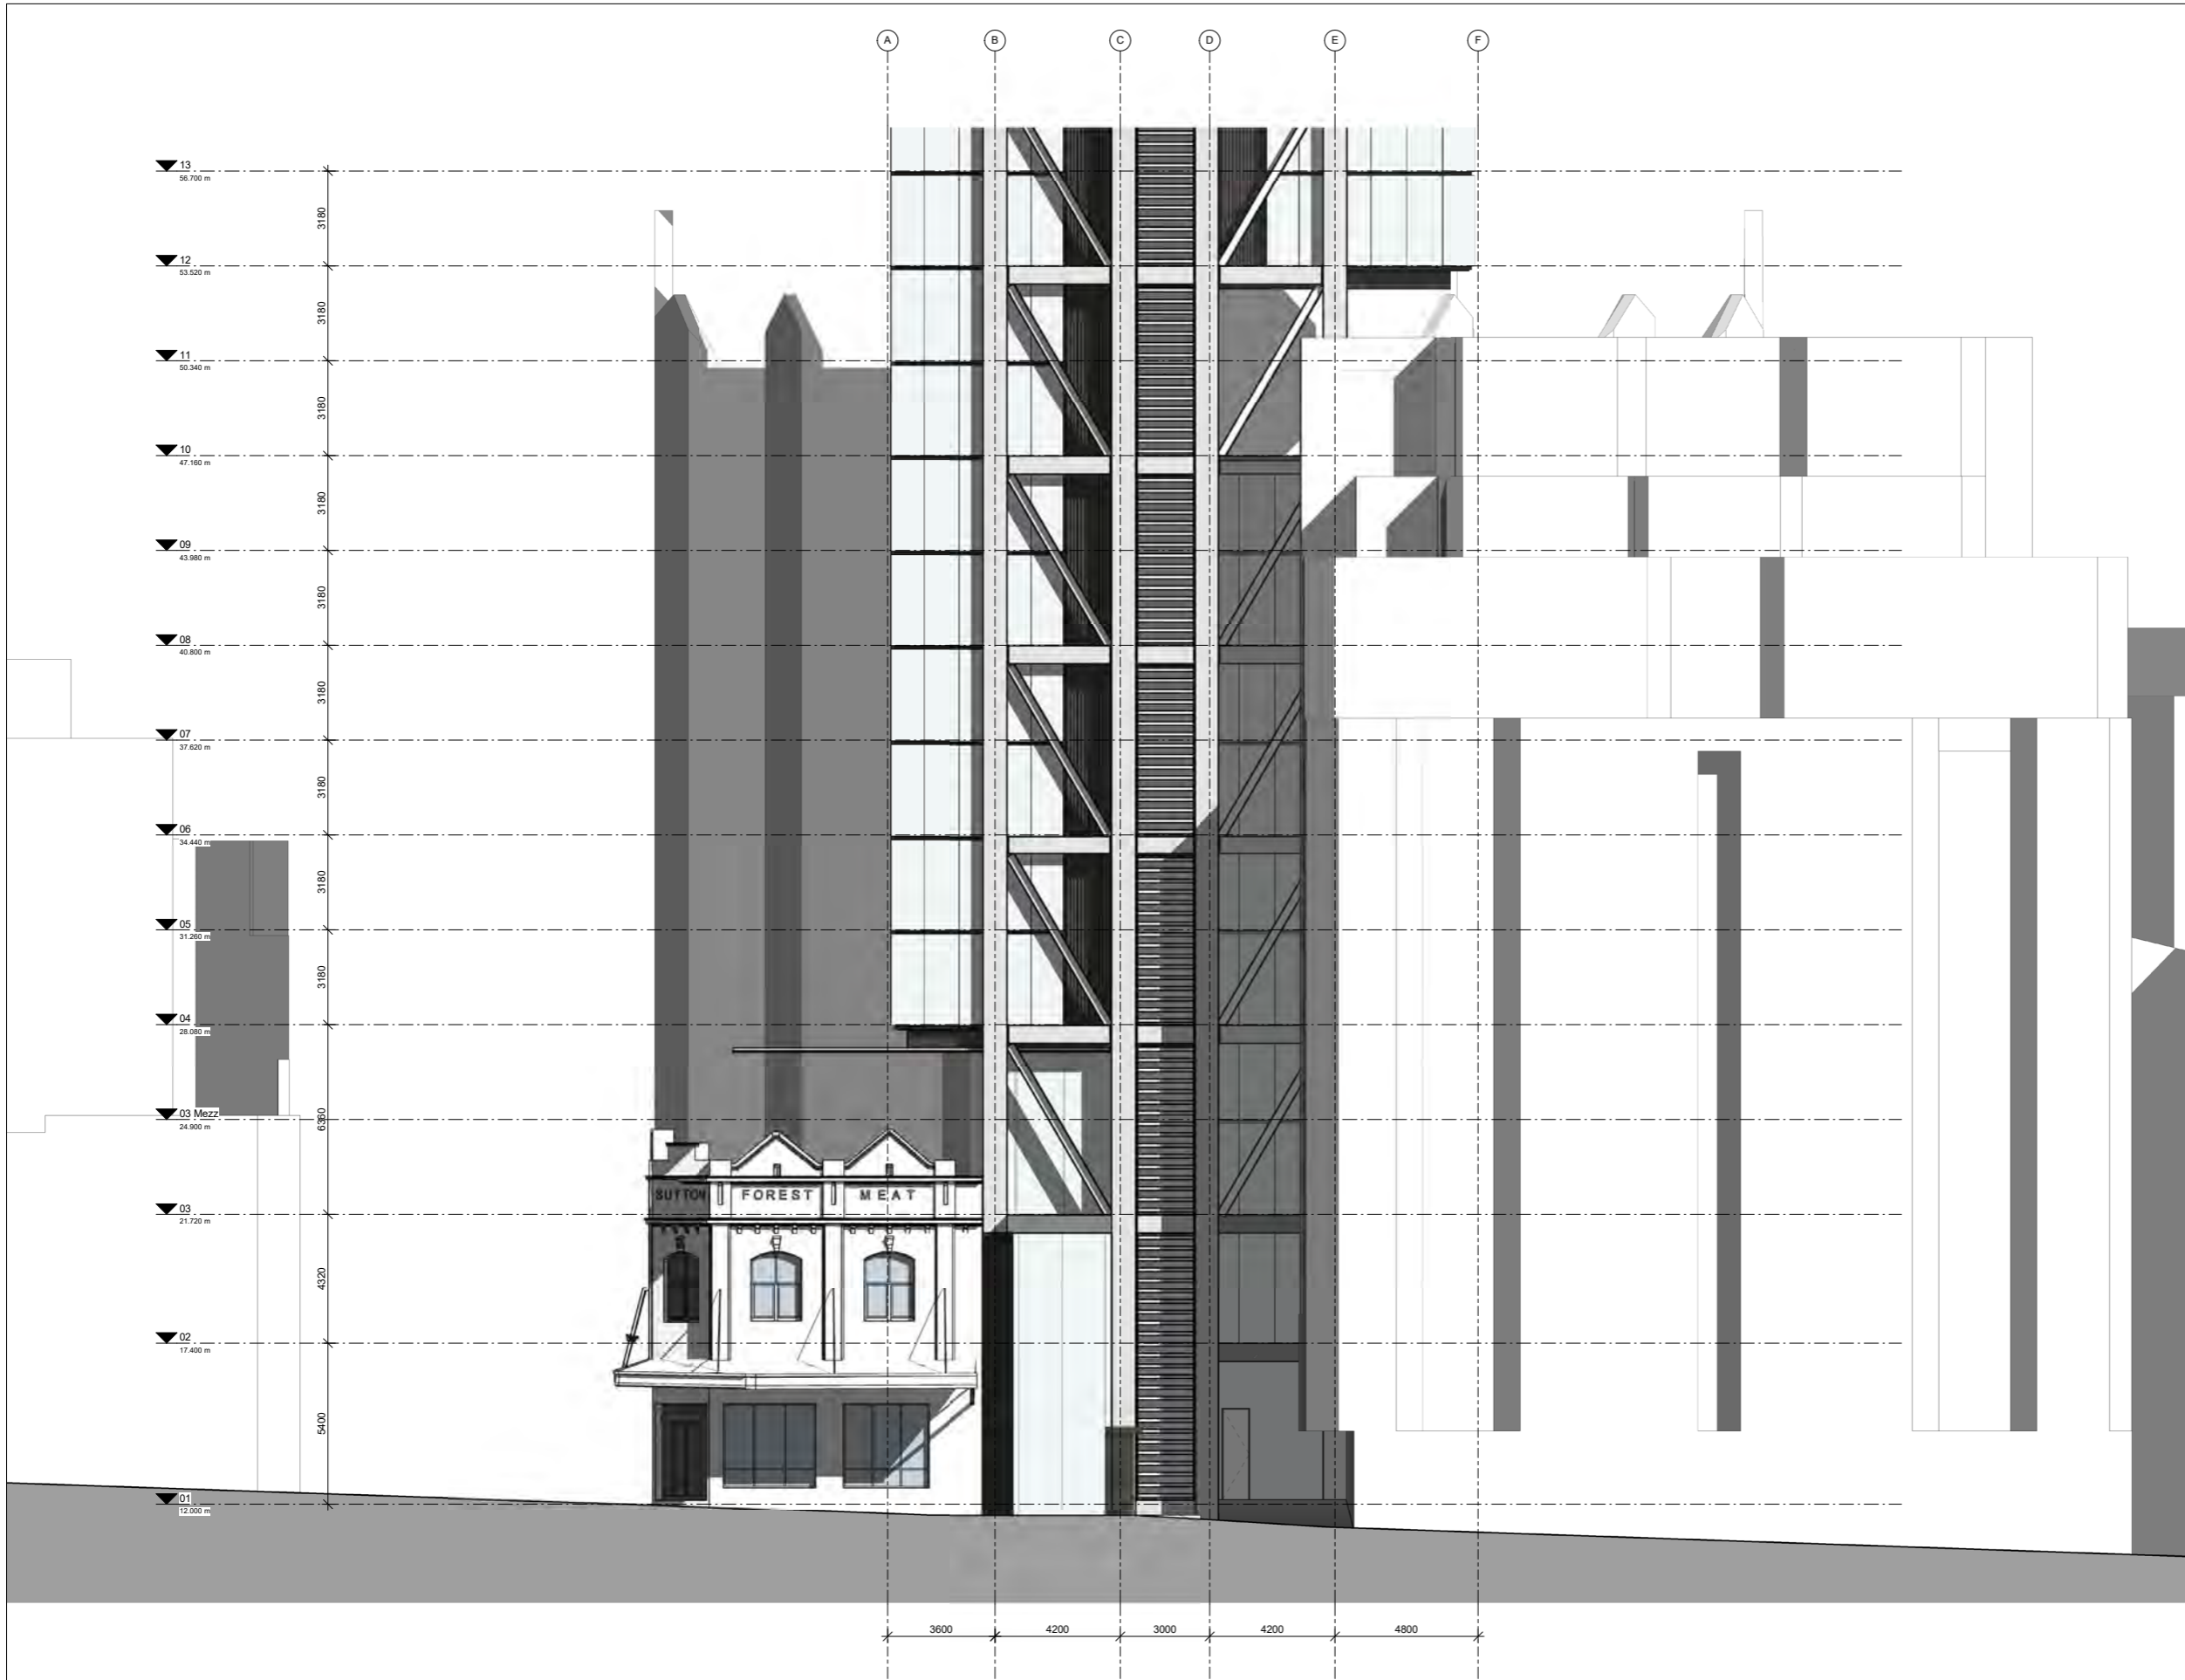 A B C D E F
13
56.700 m
3180
12
53.520 m
3180
11
50.340 m
3180
10
47.160 m
3180
09
43.980 m
3180
08
40.800 m
3180
07
37.620 m
3180
06
34.440 m
3180
05
31.260 m
3180
04
28.080 m
03 Mezz
24.900 m
6360
SUTTON FOREST MEAT
03
21.720 m
4320
02
17.400 m
5400
01
12.000 m
3600 4200 3000 4200 4800